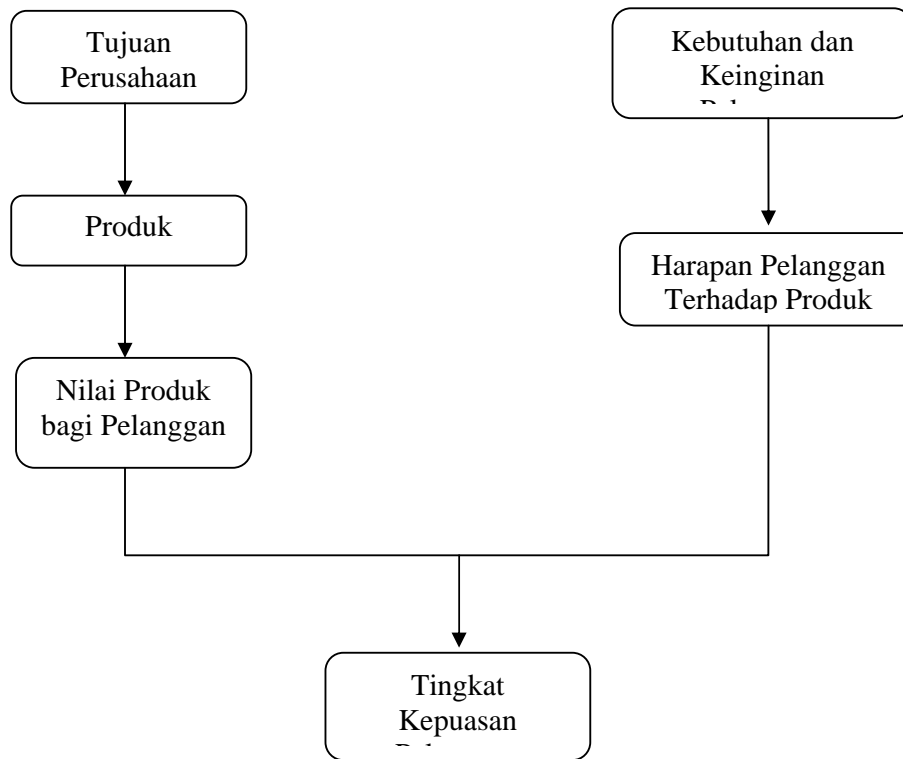 Tujuan
Perusahaan
Kebutuhan dan
Keinginan
Produk
Harapan Pelanggan
Terhadap Produk
Nilai Produk
bagi Pelanggan
Tingkat
Kepuasan